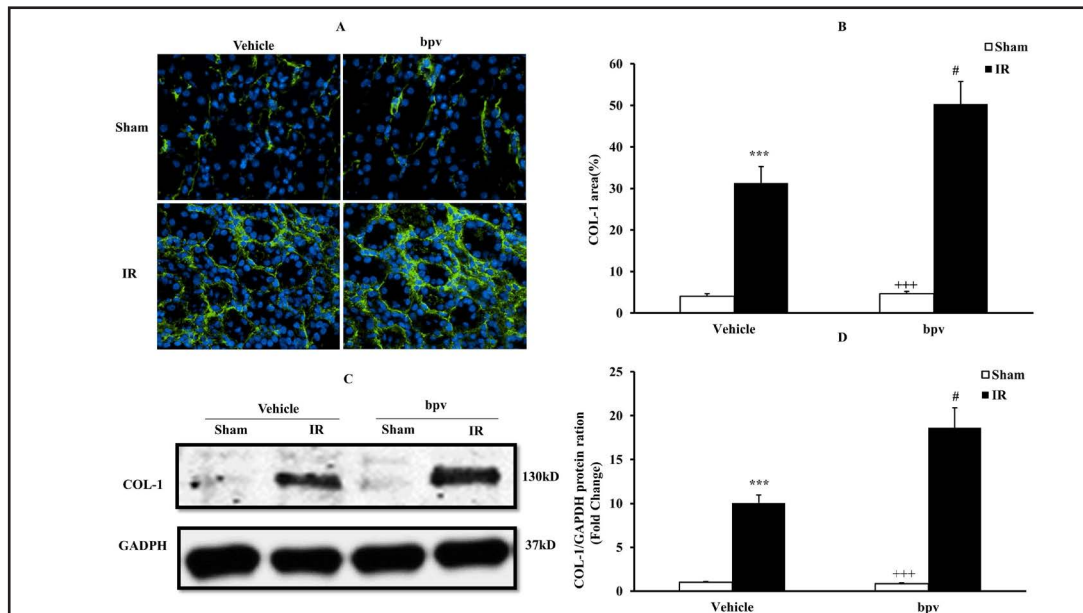 A
Vehicle
bpv
Sham
IR
B
Sham
IR
COL-1 area(%)
60
50
40
30
20
10
0
***
+++
#
Vehicle
bpv
C
Vehicle
bpv
Sham
IR
Sham
IR
COL-1
130kD
GADPH
37kD
D
Sham
IR
COL-1/GAPDH protein ration
(Fold Change)
25
20
15
10
5
0
***
+++
#
Vehicle
bpv